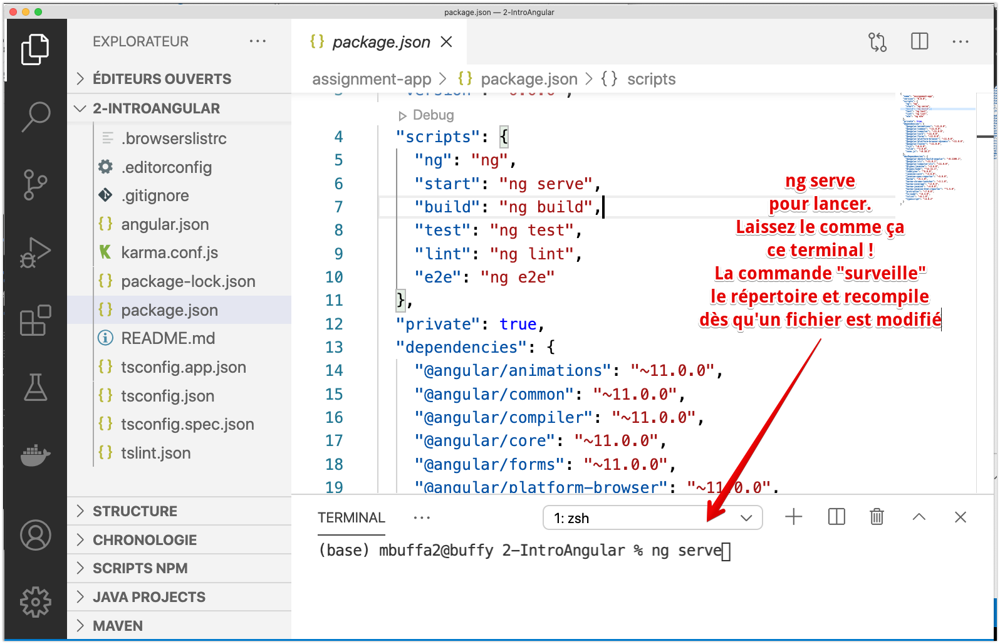 package.json — 2-IntroAngular
EXPLORATEUR
ÉDITEURS OUVERTS
2-INTROANGULAR
.browserslistrc
.editorconfig
.gitignore
angular.json
karma.conf.js
package-lock.json
package.json
README.md
tsconfig.app.json
tsconfig.json
tsconfig.spec.json
tslint.json
STRUCTURE
CHRONOLOGIE
SCRIPTS NPM
JAVA PROJECTS
MAVEN
{} package.json
assignment-app > {} package.json > {} scripts
Debug
4 "scripts": {
5 "ng": "ng",
6 "start": "ng serve",
7 "build": "ng build",
8 "test": "ng test",
9 "lint": "ng lint",
10 "e2e": "ng e2e"
11 },
12 "private": true,
13 "dependencies": {
14 "@angular/animations": "~11.0.0",
15 "@angular/common": "~11.0.0",
16 "@angular/compiler": "~11.0.0",
17 "@angular/core": "~11.0.0",
18 "@angular/forms": "~11.0.0",
19 "@angular/platform-browser": "~11.0.0",
ng serve
pour lancer.
Laissez le comme ça
ce terminal !
La commande "surveille"
le répertoire et recompile
dès qu'un fichier est modifié
TERMINAL
1: zsh
(base) mbuffa2@buffy 2-IntroAngular % ng serve